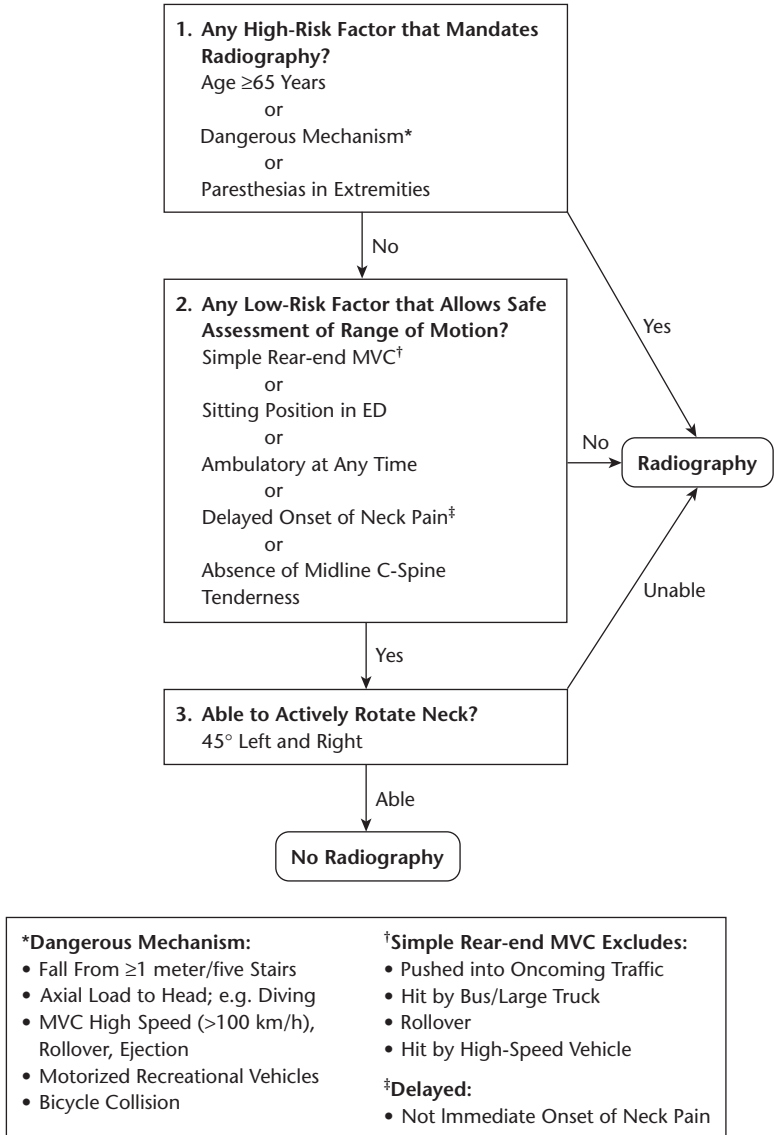 1. Any High-Risk Factor that Mandates
Radiography?
Age ≥65 Years
or
Dangerous Mechanism*
or
Paresthesias in Extremities
No
Yes
2. Any Low-Risk Factor that Allows Safe
Assessment of Range of Motion?
Simple Rear-end MVC†
or
Sitting Position in ED
or
Ambulatory at Any Time
or
Delayed Onset of Neck Pain‡
or
Absence of Midline C-Spine
Tenderness
No
Radiography
Unable
Yes
3. Able to Actively Rotate Neck?
45° Left and Right
Able
No Radiography
*Dangerous Mechanism:
• Fall From ≥1 meter/five Stairs
• Axial Load to Head; e.g. Diving
• MVC High Speed (>100 km/h),
Rollover, Ejection
• Motorized Recreational Vehicles
• Bicycle Collision
†Simple Rear-end MVC Excludes:
• Pushed into Oncoming Traffic
• Hit by Bus/Large Truck
• Rollover
• Hit by High-Speed Vehicle
‡Delayed:
• Not Immediate Onset of Neck Pain